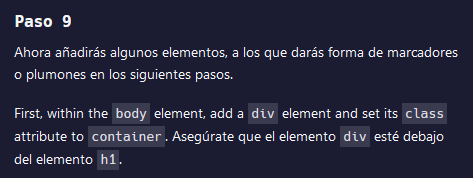 Paso 9
Ahora añadirás algunos elementos, a los que darás forma de marcadores
o plumones en los siguientes pasos.
First, within the body element, add a div element and set its class
attribute to container. Asegúrate que el elemento div esté debajo
del elemento h1.